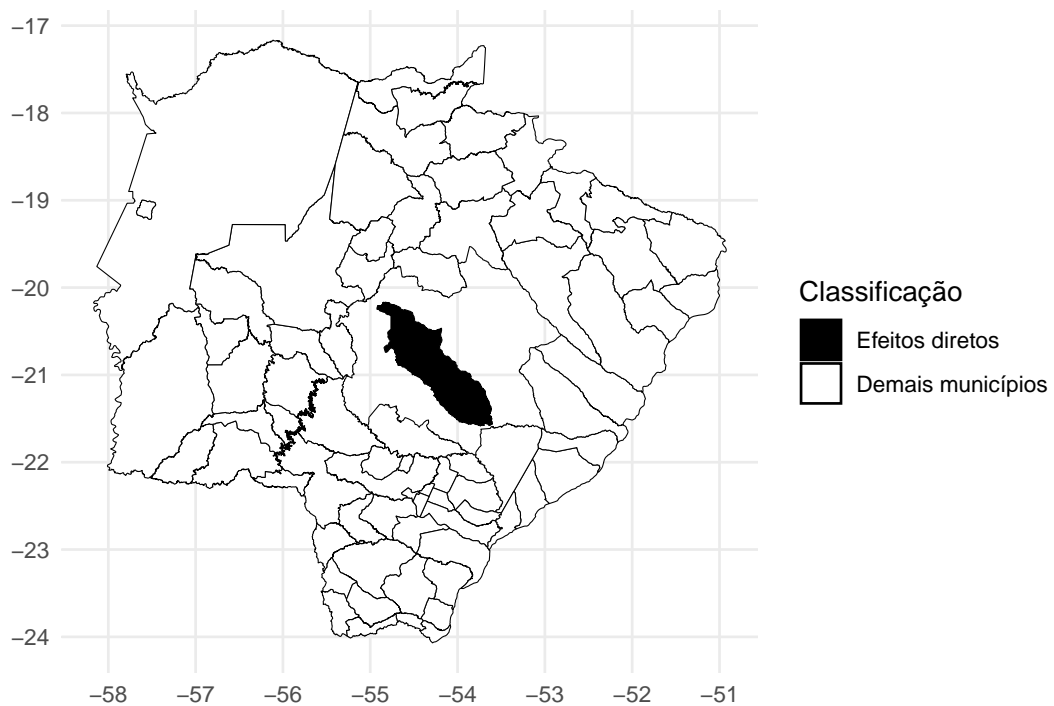 −17
−18
−19
−20
−21
−22
−23
−24
−58 −57 −56 −55 −54 −53 −52 −51
Classificação
Efeitos diretos
Demais municípios